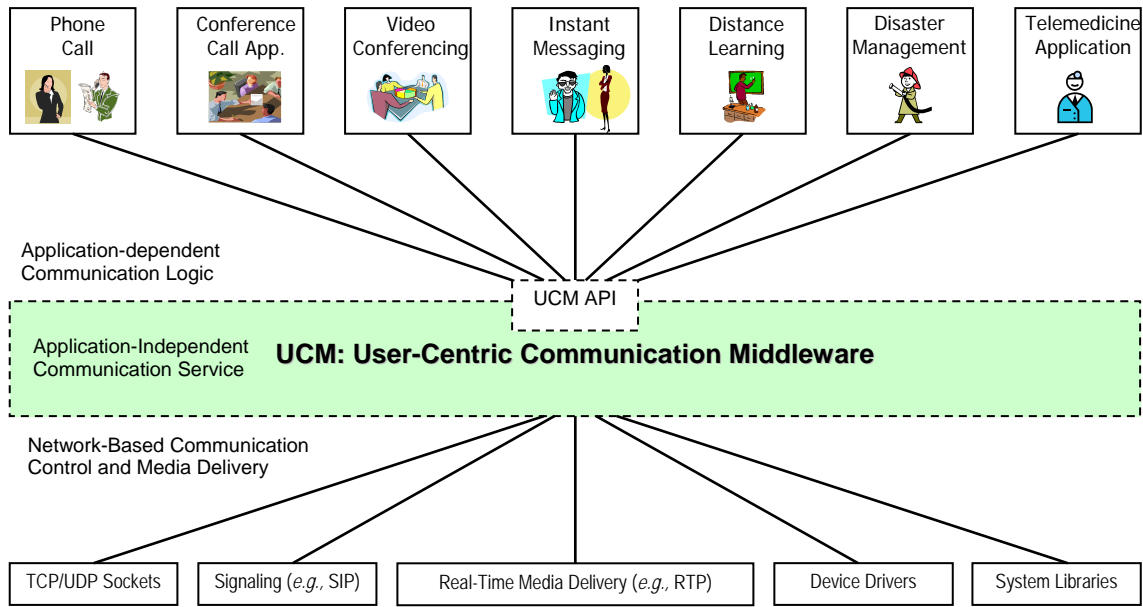 Phone
Call
Conference
Call App.
Video
Conferencing
Instant
Messaging
Distance
Learning
Disaster
Management
Telemedicine
Application
Application-dependent
Communication Logic
UCM API
Application-Independent
Communication Service
UCM: User-Centric Communication Middleware
Network-Based Communication
Control and Media Delivery
TCP/UDP Sockets
Signaling (e.g., SIP)
Real-Time Media Delivery (e.g., RTP)
Device Drivers
System Libraries